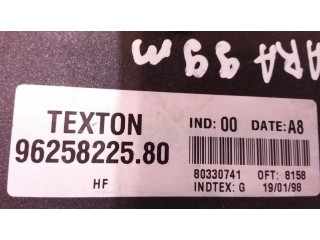 ARA 99m
TEXTON IND: 00 DATE: A8
96258225.80
80330741 OFT: 8158
HF INDTEX: G 19/01/98